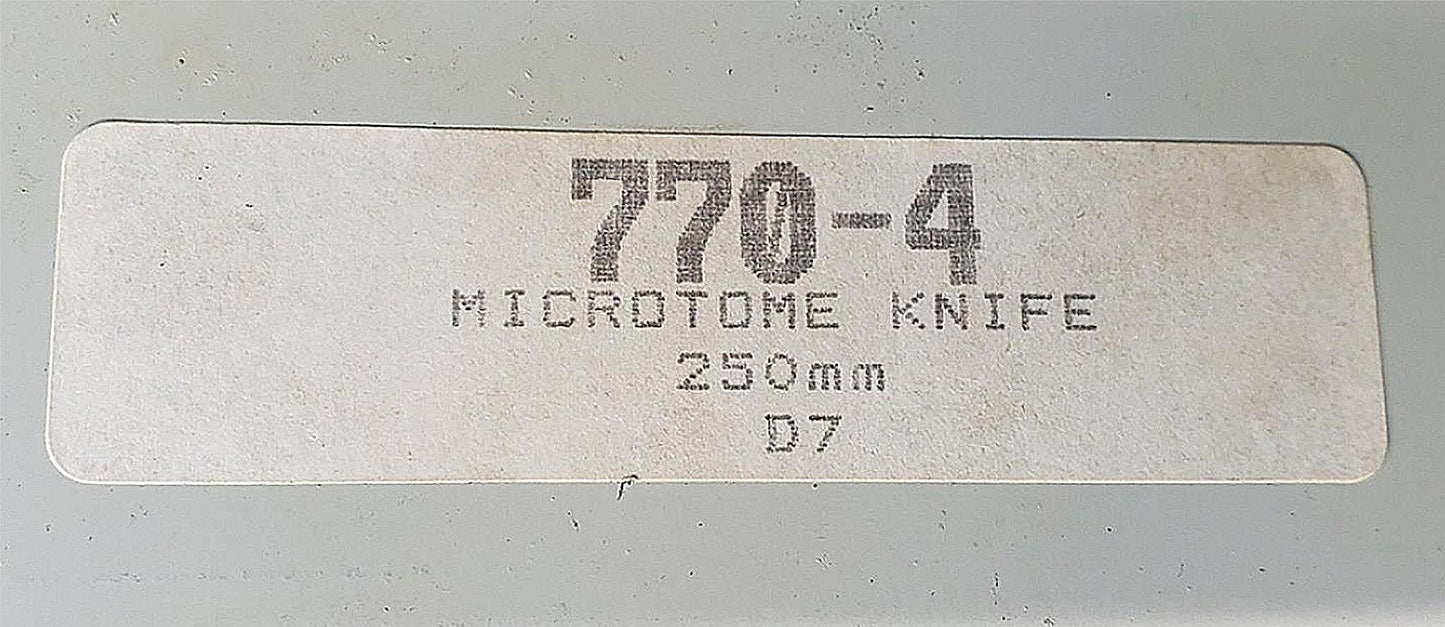 770-4
MICROTOME KNIFE
250mm
D7